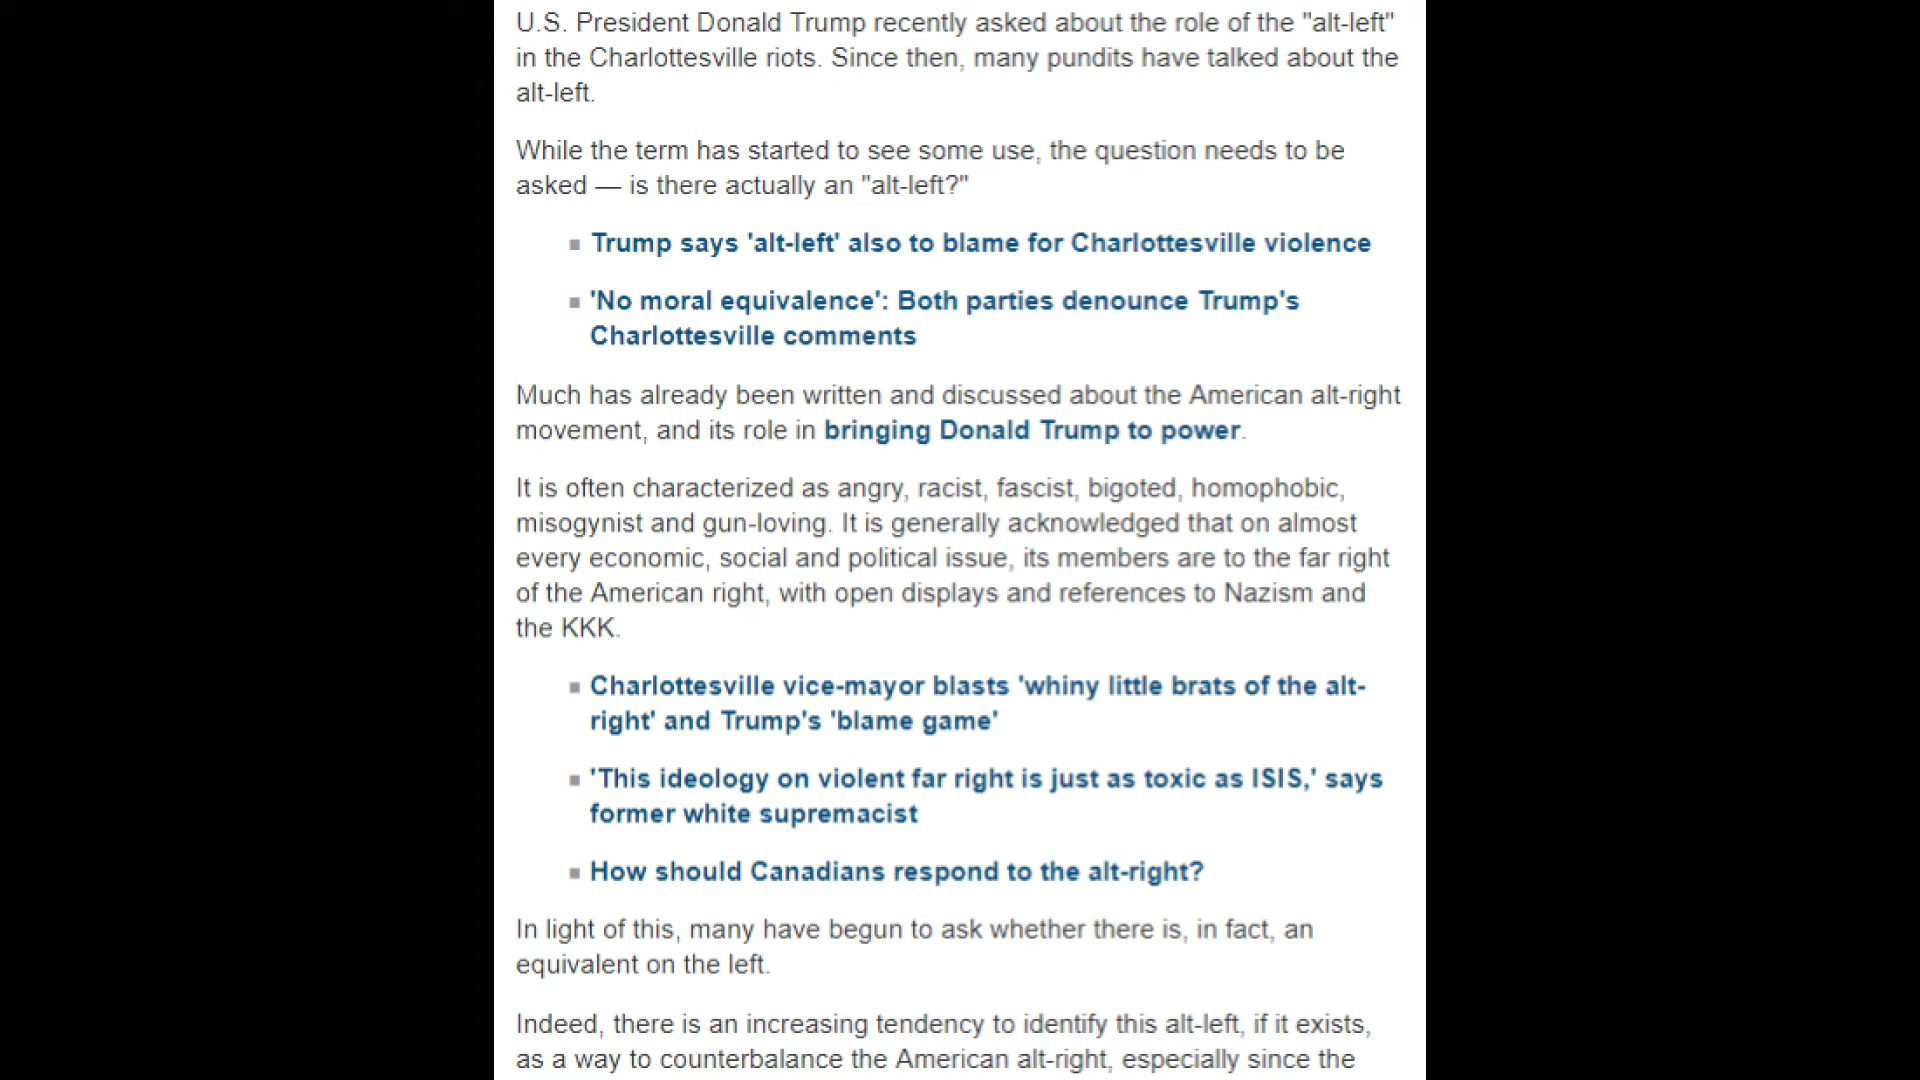 U.S. President Donald Trump recently asked about the role of the "alt-left"
in the Charlottesville riots. Since then, many pundits have talked about the
alt-left.
While the term has started to see some use, the question needs to be
asked — is there actually an "alt-left?"
Trump says 'alt-left' also to blame for Charlottesville violence
'No moral equivalence': Both parties denounce Trump's
Charlottesville comments
Much has already been written and discussed about the American alt-right
movement, and its role in bringing Donald Trump to power.
It is often characterized as angry, racist, fascist, bigoted, homophobic,
misogynist and gun-loving. It is generally acknowledged that on almost
every economic, social and political issue, its members are to the far right
of the American right, with open displays and references to Nazism and
the KKK.
Charlottesville vice-mayor blasts 'whiny little brats of the alt-
right' and Trump's 'blame game'
'This ideology on violent far right is just as toxic as ISIS,' says
former white supremacist
How should Canadians respond to the alt-right?
In light of this, many have begun to ask whether there is, in fact, an
equivalent on the left.
Indeed, there is an increasing tendency to identify this alt-left, if it exists,
as a way to counterbalance the American alt-right, especially since the